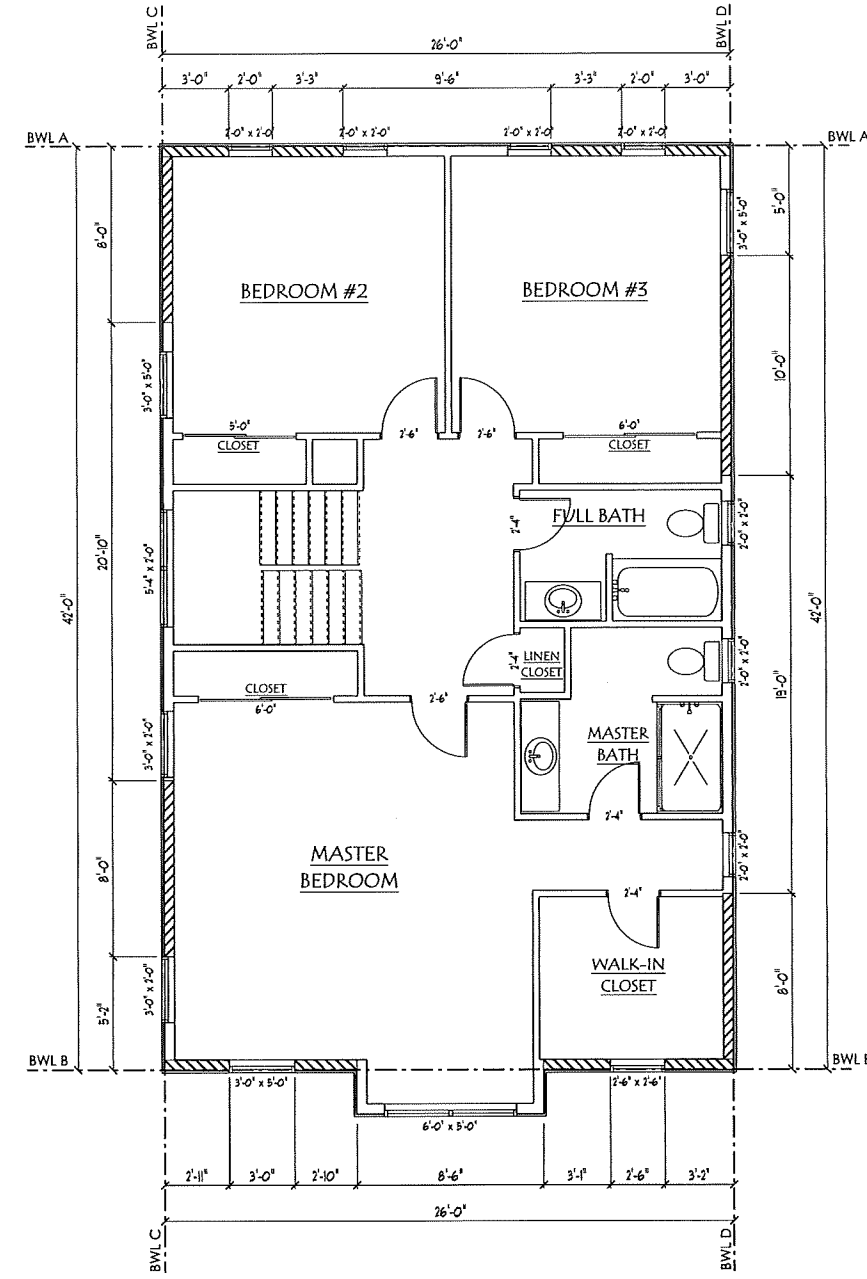 BWL C
BWL D
26'-0"
3'-0"
2'-0"
3'-3"
9'-6"
3'-3"
2'-0"
3'-0"
BWL A
2'-0" x 2'-0"
2'-0" x 2'-0"
2'-0" x 2'-0"
2'-0" x 2'-0"
BWL A
8'-0"
3'-0" x 5'-0"
5'-0"
BEDROOM #2
BEDROOM #3
10'-0"
3'-0" x 5'-0"
5'-0"
CLOSET
2'-6"
2'-6"
6'-0"
CLOSET
20'-10"
5'-4" x 2'-0"
2'-4"
FULL BATH
2'-0" x 2'-0"
42'-0"
42'-0"
2'-4"
LINEN
CLOSET
2'-0" x 2'-0"
CLOSET
6'-0"
2'-6"
19'-0"
3'-0" x 2'-0"
MASTER
BATH
2'-4"
MASTER
BEDROOM
2'-0" x 2'-0"
8'-0"
2'-4"
WALK-IN
CLOSET
8'-0"
3'-0" x 2'-0"
5'-2"
BWL B
3'-0" x 5'-0"
2'-6" x 2'-6"
6'-0" x 5'-0"
2'-11"
3'-0"
2'-10"
8'-6"
3'-1"
2'-6"
3'-2"
26'-0"
BWL C
BWL D